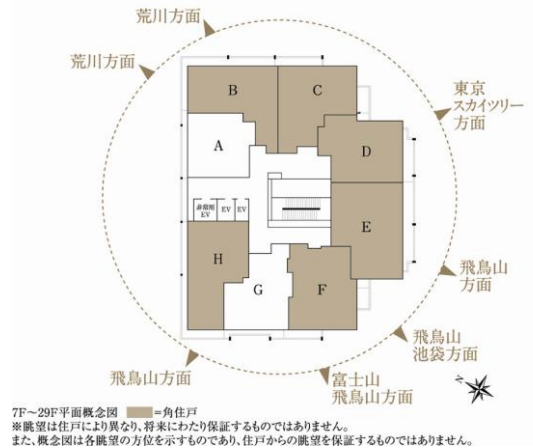 荒川方面
荒川方面
東京
スカイツリー
方面
B
C
A
D
非常用
EV
EV
EV
E
H
G
F
飛鳥山
方面
飛鳥山
池袋方面
飛鳥山方面
富士山
飛鳥山方面
N
7F～29F平面概念図 =角住戸
※眺望は住戸により異なり、将来にわたり保証するものではありません。
また、概念図は各眺望の方位を示すものであり、住戸からの眺望を保証するものではありません。